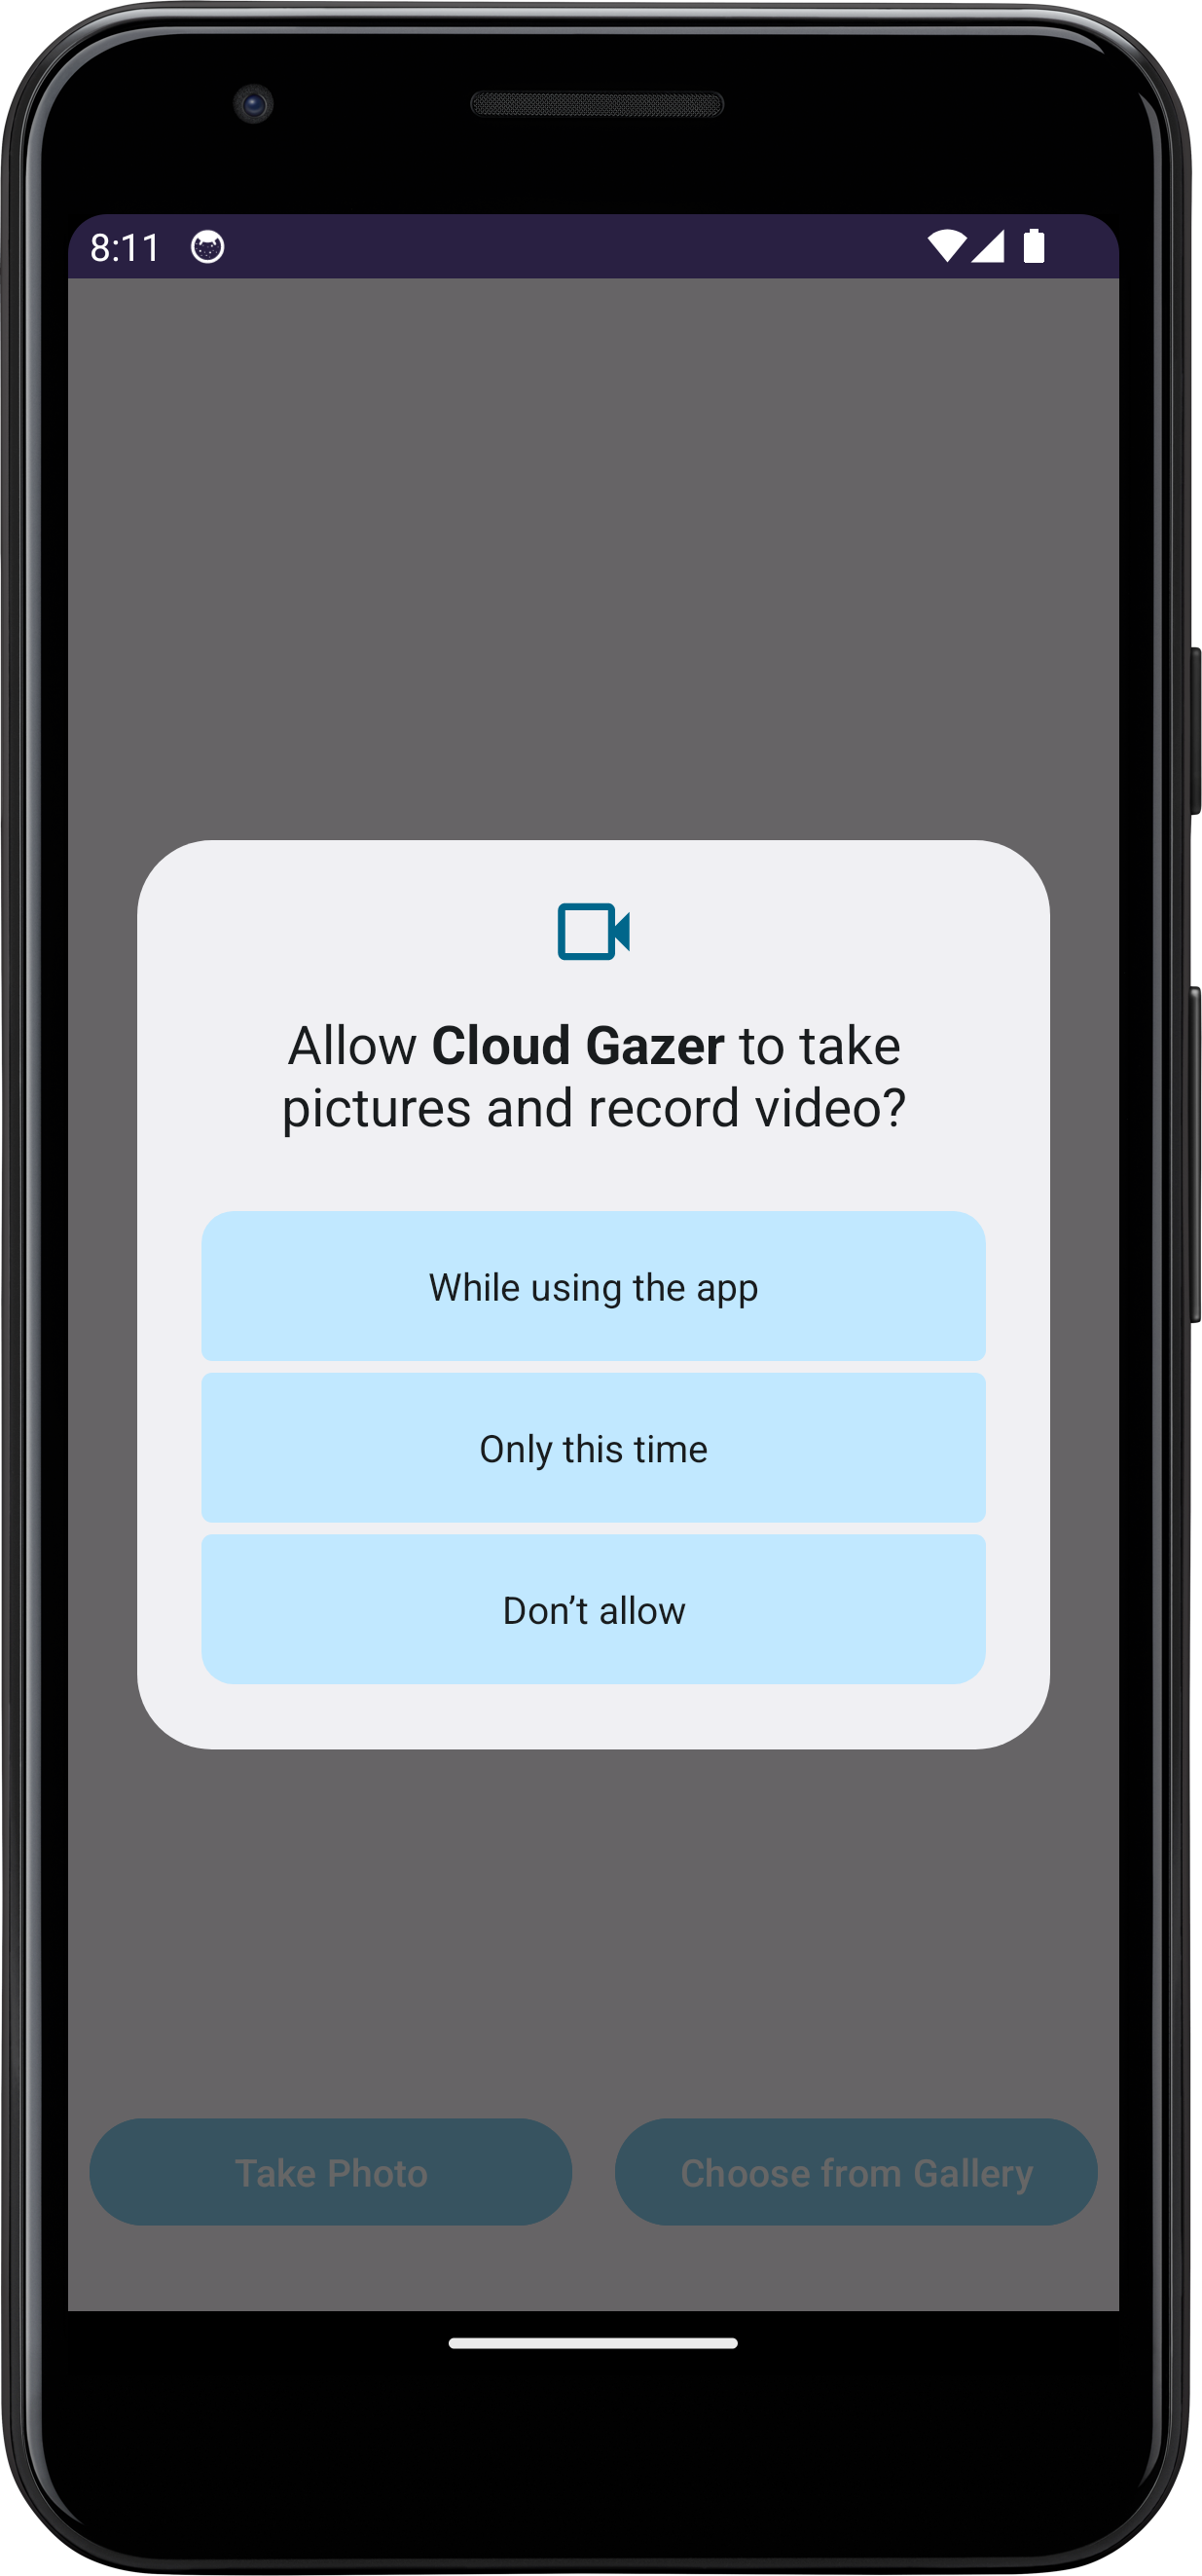 8:11
Allow Cloud Gazer to take
pictures and record video?
While using the app
Only this time
Don’t allow
Take Photo
Choose from Gallery